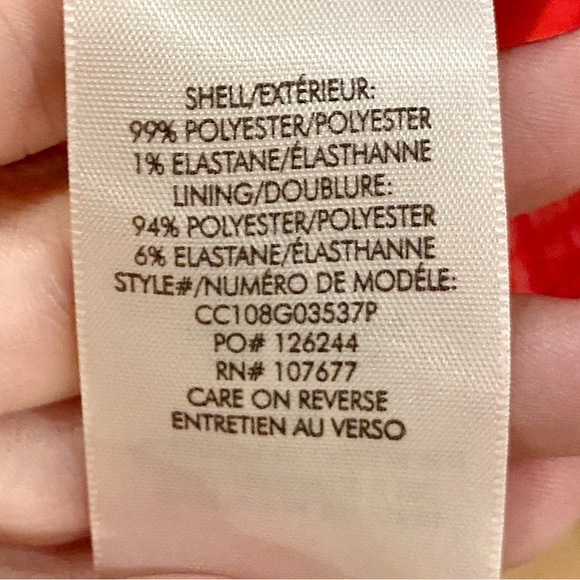 SHELL/EXTÉRIEUR:
99% POLYESTER/POLYESTER
1% ELASTANE/ÉLASTHANNE
LINING/DOUBLURE:
94% POLYESTER/POLYESTER
6% ELASTANE/ÉLASTHANNE
STYLE#/NUMÉRO DE MODÉLE:
CC108G03537P
PO# 126244
RN# 107677
CARE ON REVERSE
ENTRETIEN AU VERSO